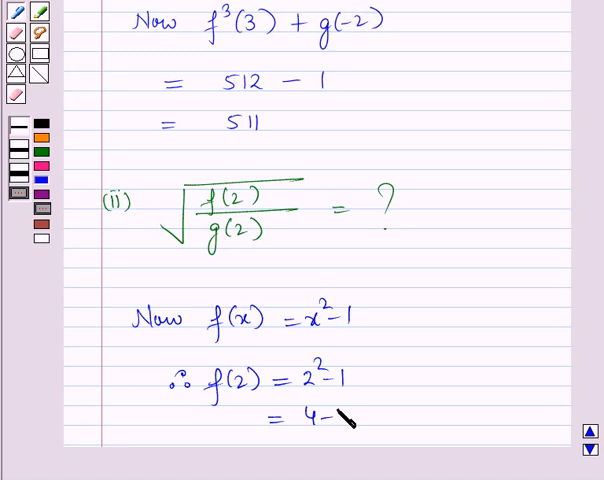 Now f³(3) + g(-2)
= 512 - 1
= 511
(ii) √(f(2)/g(2)) = ?
Now f(x) = x²-1
∴ f(2) = 2²-1
= 4-